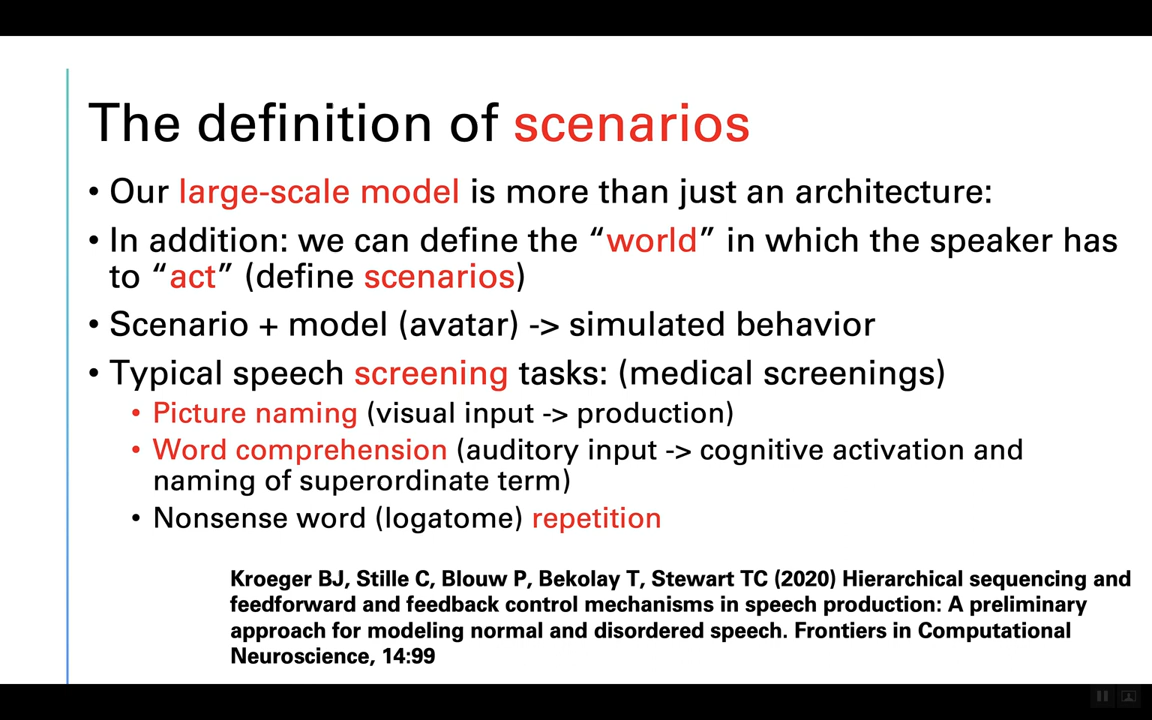 The definition of scenarios
• Our large-scale model is more than just an architecture:
• In addition: we can define the “world” in which the speaker has
to “act” (define scenarios)
• Scenario + model (avatar) -> simulated behavior
• Typical speech screening tasks: (medical screenings)
• Picture naming (visual input -> production)
• Word comprehension (auditory input -> cognitive activation and
naming of superordinate term)
• Nonsense word (logatome) repetition
Kroeger BJ, Stille C, Blouw P, Bekolay T, Stewart TC (2020) Hierarchical sequencing and
feedforward and feedback control mechanisms in speech production: A preliminary
approach for modeling normal and disordered speech. Frontiers in Computational
Neuroscience, 14:99